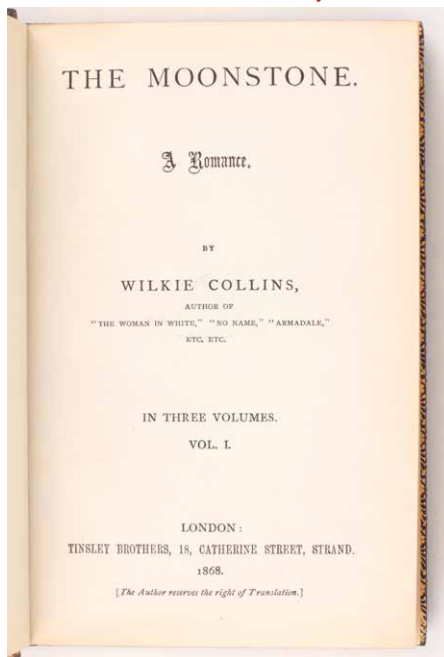 THE MOONSTONE.
A Romance.
BY
WILKIE COLLINS,
AUTHOR OF
"THE WOMAN IN WHITE," "NO NAME," "ARMADALE,"
ETC, ETC.
IN THREE VOLUMES.
VOL. I.
LONDON:
TINSLEY BROTHERS, 18, CATHERINE STREET, STRAND.
1868.
[The Author reserves the right of Translation.]